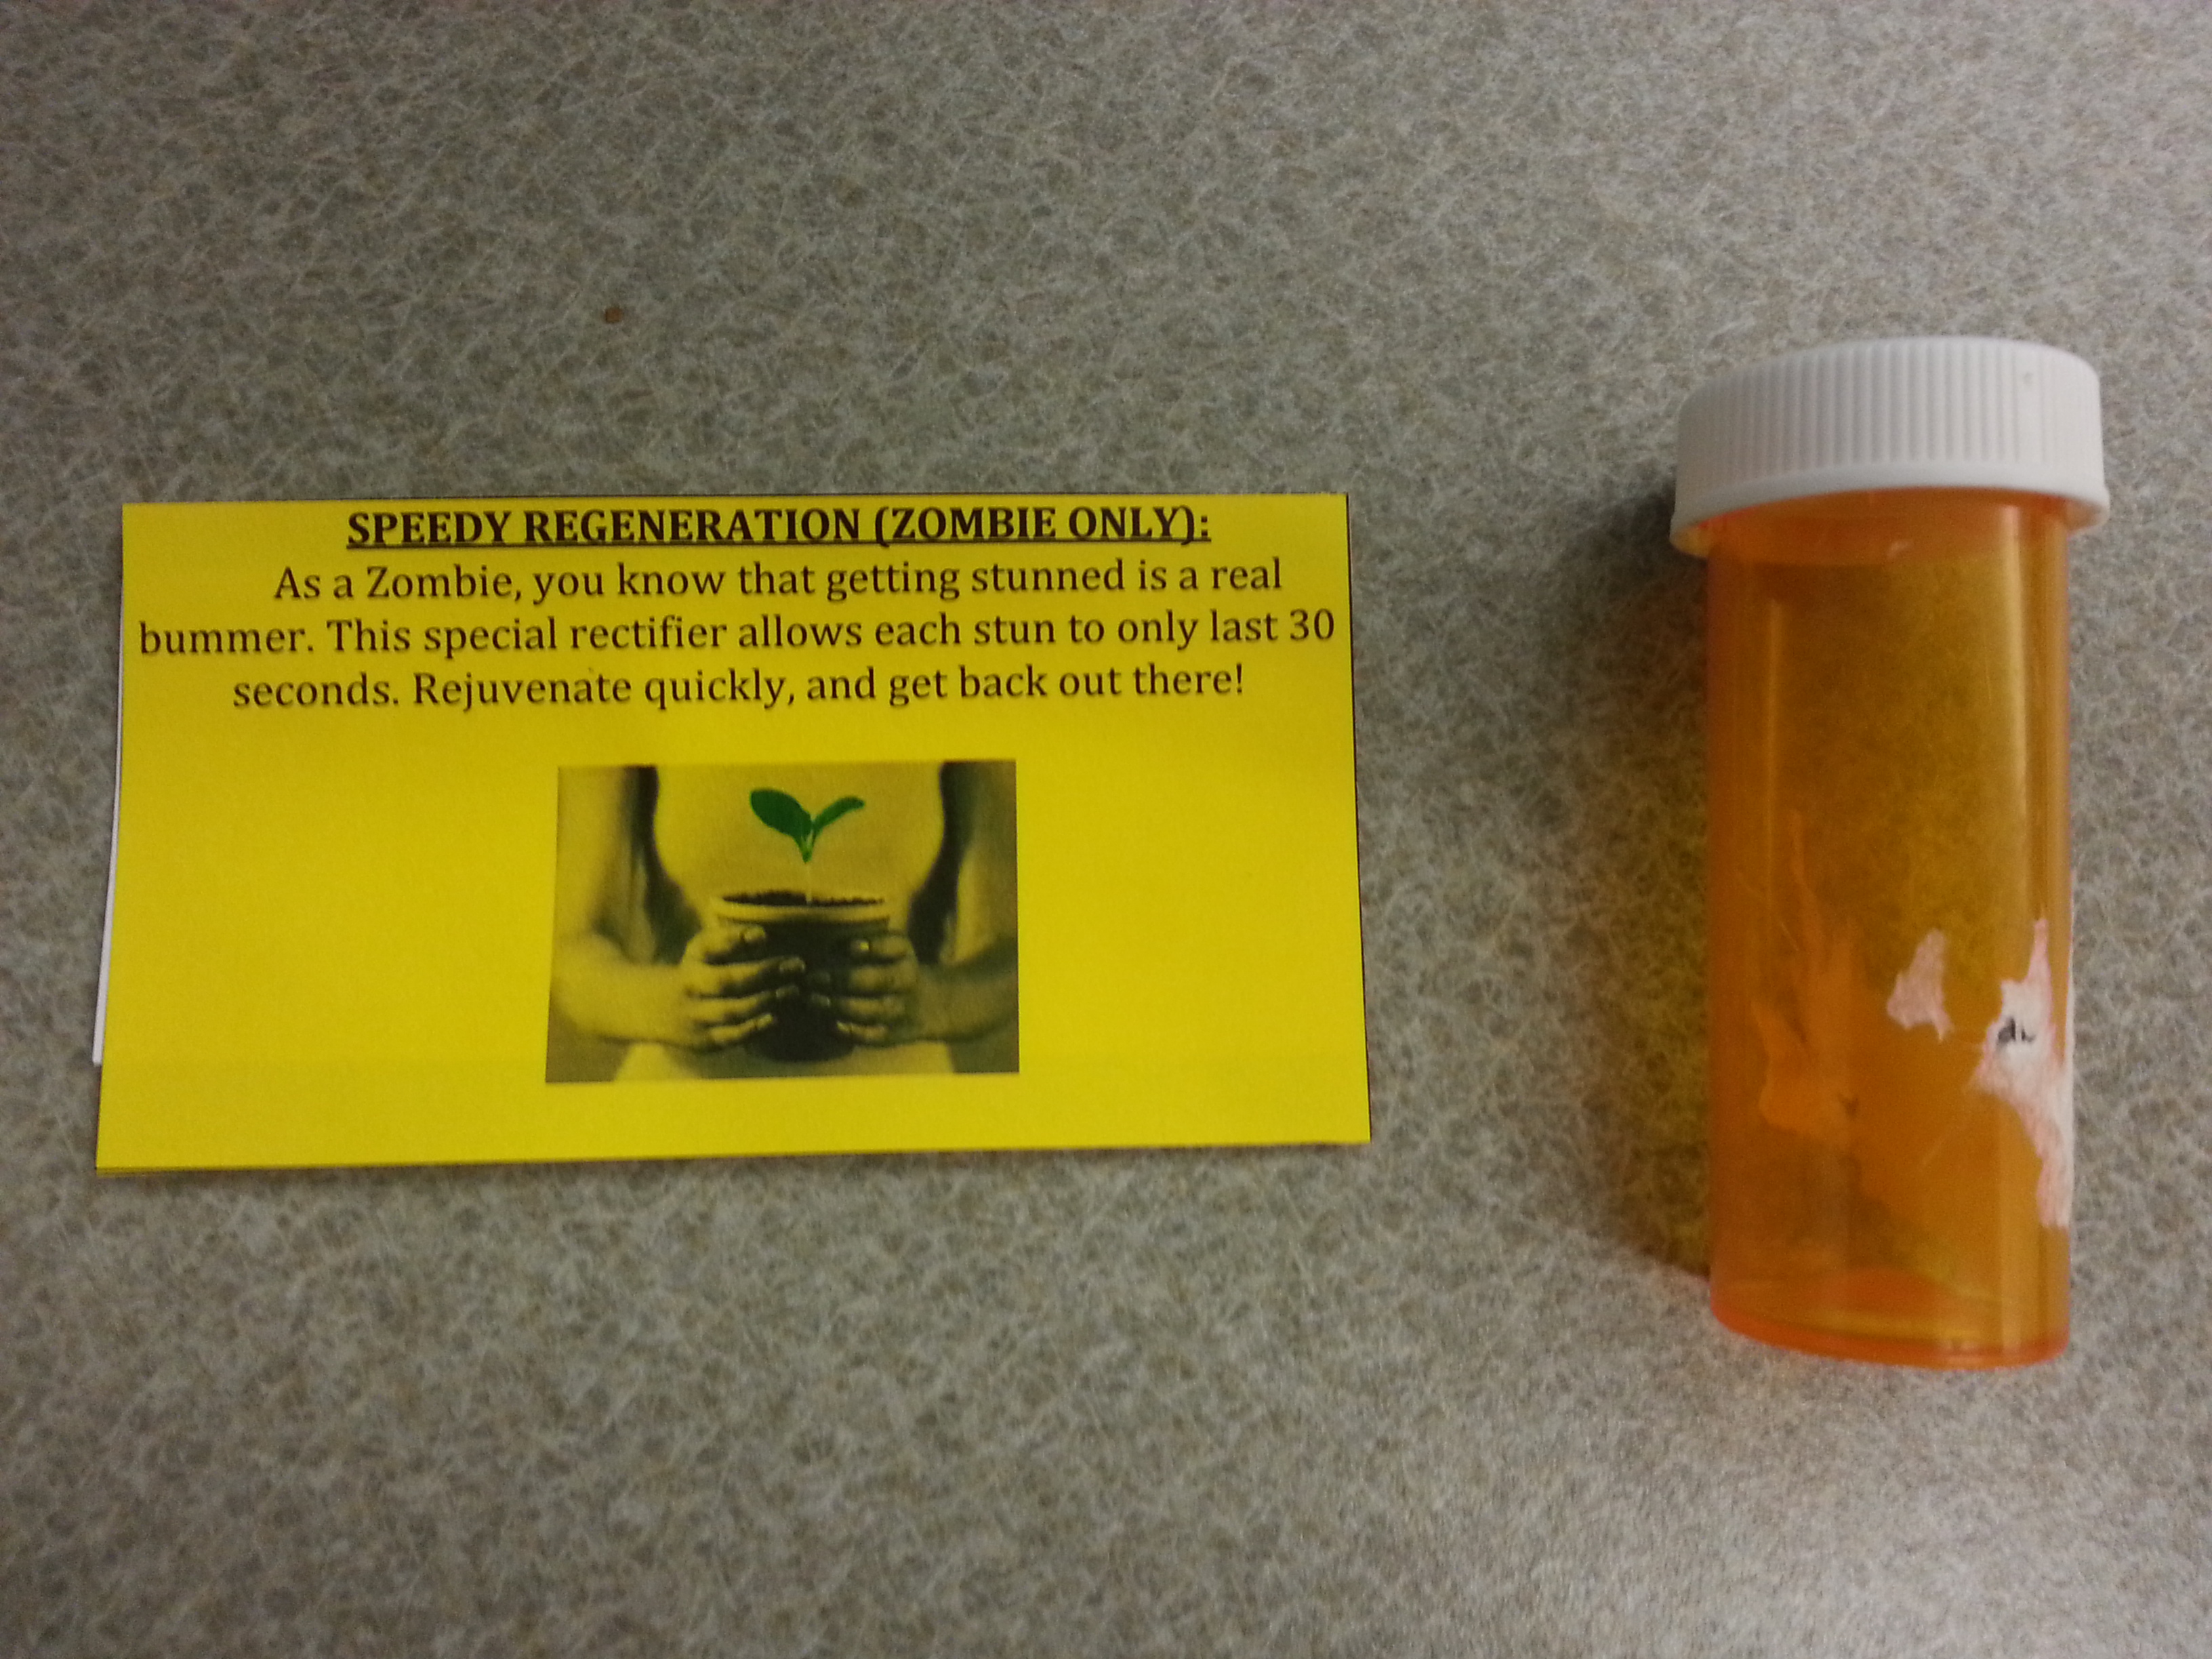 SPEEDY REGENERATION (ZOMBIE ONLY):
As a Zombie, you know that getting stunned is a real
bummer. This special rectifier allows each stun to only last 30
seconds. Rejuvenate quickly, and get back out there!